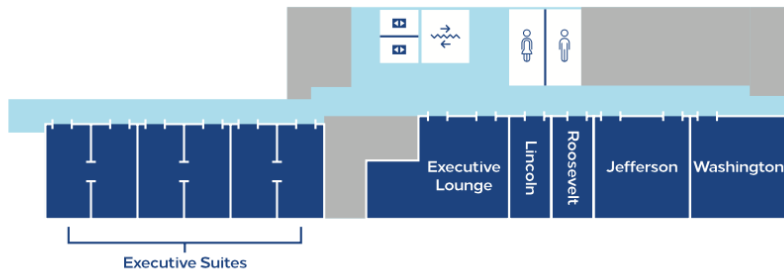 Executive
Lounge
Lincoln
Roosevelt
Jefferson
Washington
Executive Suites